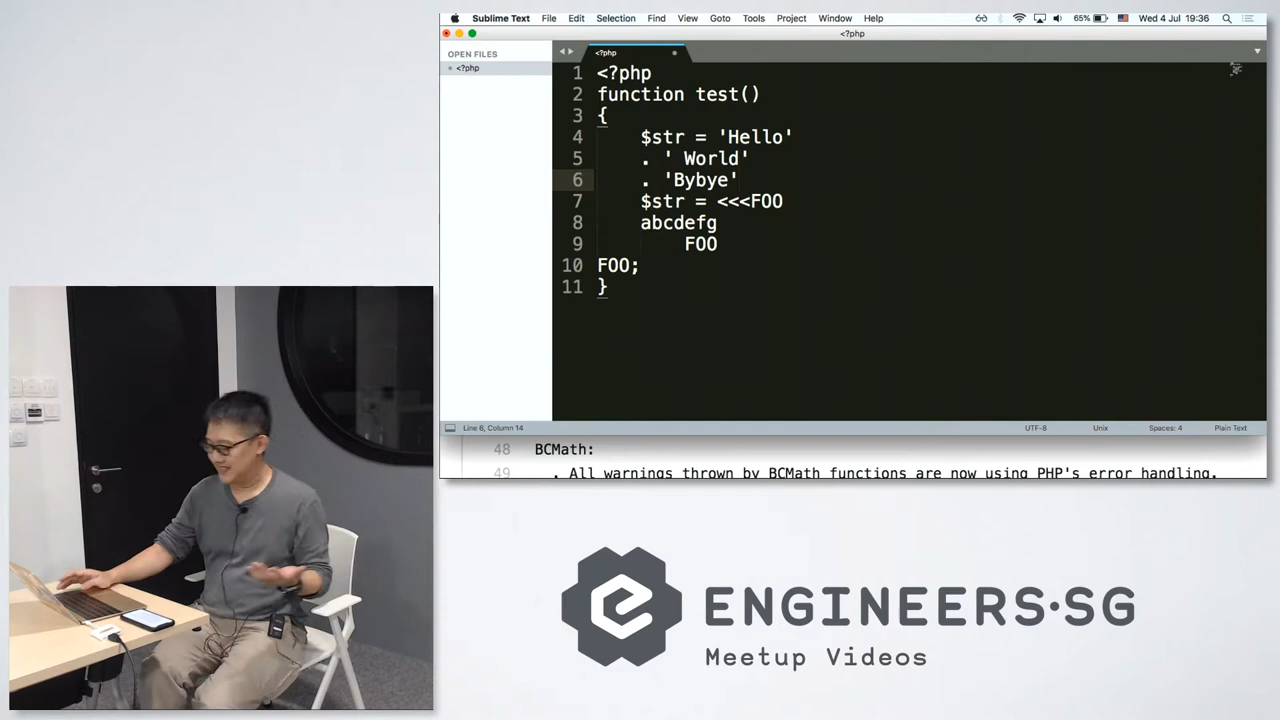 Sublime Text File Edit Selection Find View Goto Tools Project Window Help 65% Wed 4 Jul 19:36
<?php
OPEN FILES
<?php
<?php
1 <?php
2 function test()
3 {
4 $str = 'Hello'
5 . ' World'
6 . 'Bybye'
7 $str = <<<FOO
8 abcdefg
9 FOO
10 FOO;
11 }
Line 6, Column 14 UTF-8 Unix Spaces: 4 Plain Text
48 BCMath:
49 . All warnings thrown by BCMath functions are now using PHP's error handling.
ENGINEERS·SG
Meetup Videos